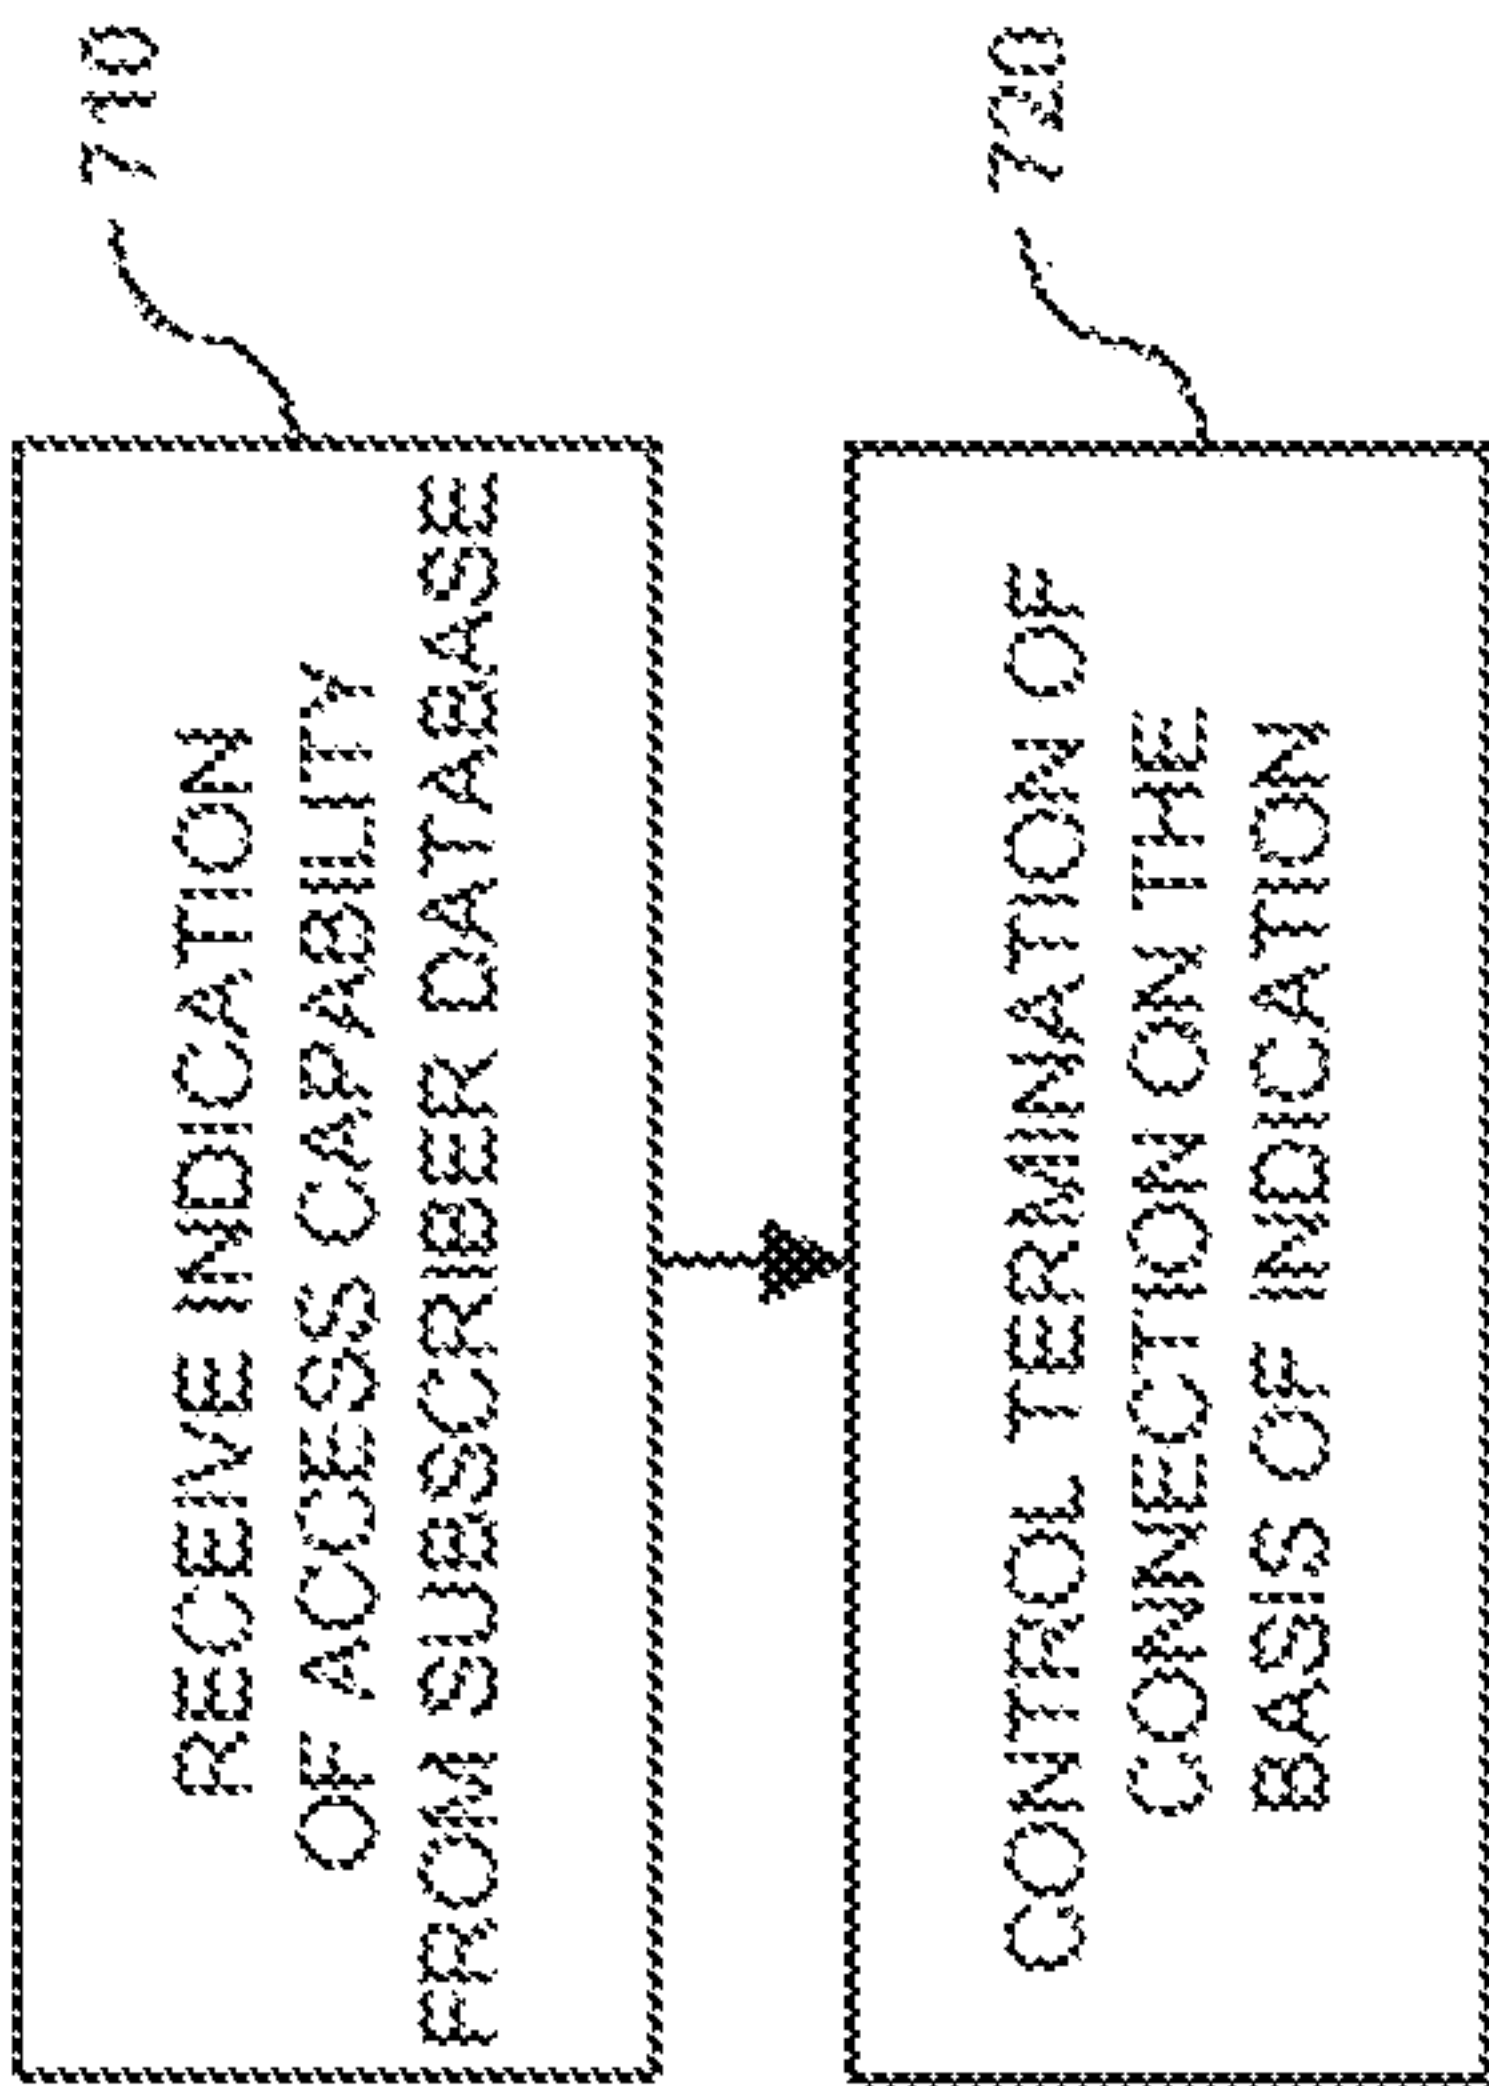 RECEIVE INDICATION
OF ACCESS CAPABILITY
FROM SUBSCRIBER DATABASE
710
CONTROL TERMINATION OF
CONNECTION ON THE
BASIS OF INDICATION
720